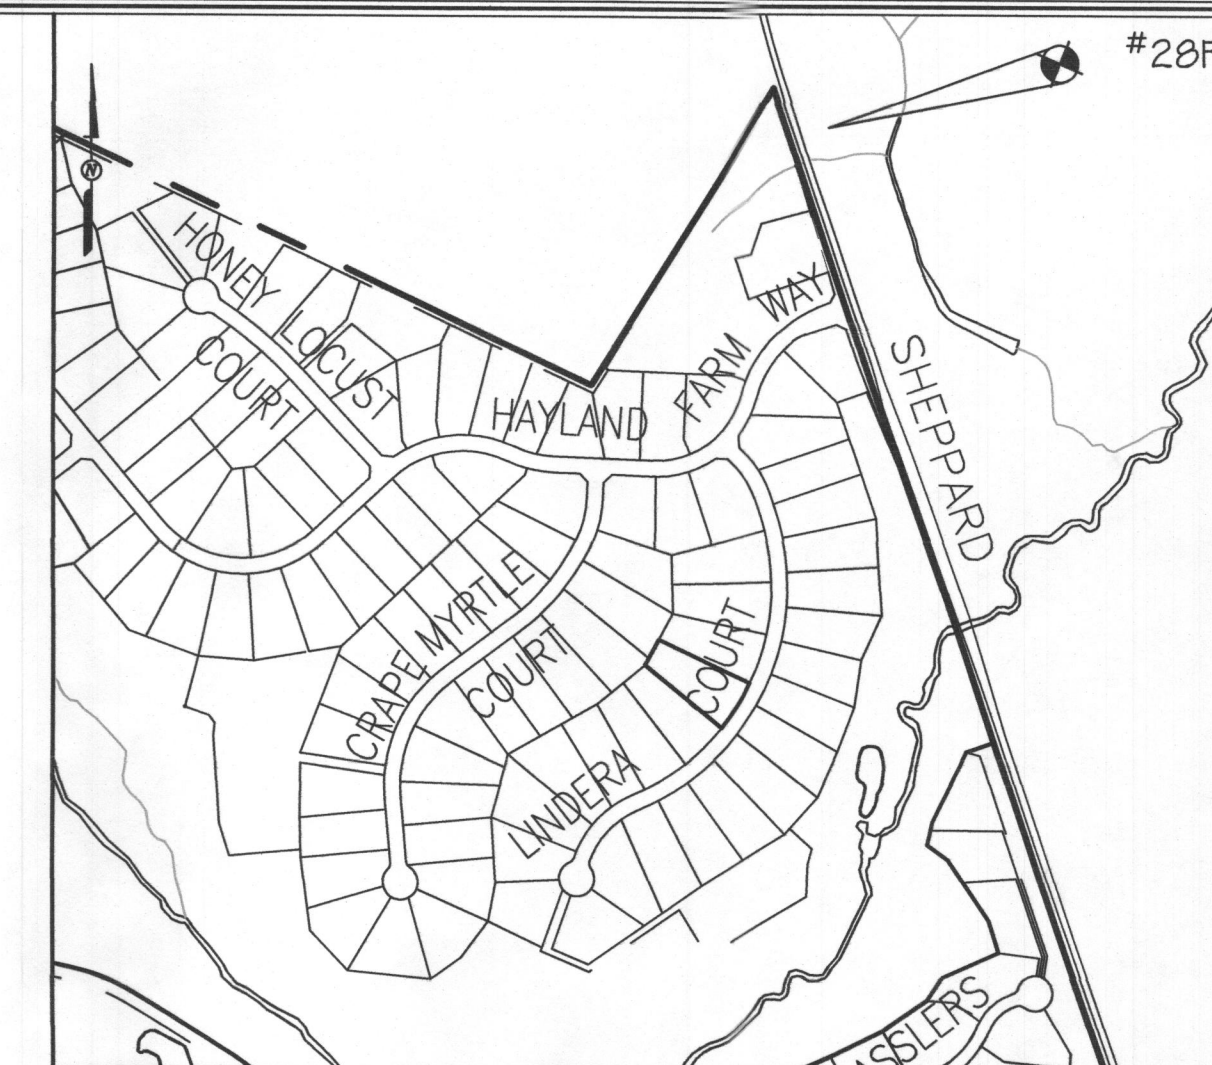 #28F
N
HONEY LOCUST COURT
HAYLAND FARM WAY
SHEPPARD
CRAPE MYRTLE COURT
LINDERA COURT
ASSLERS